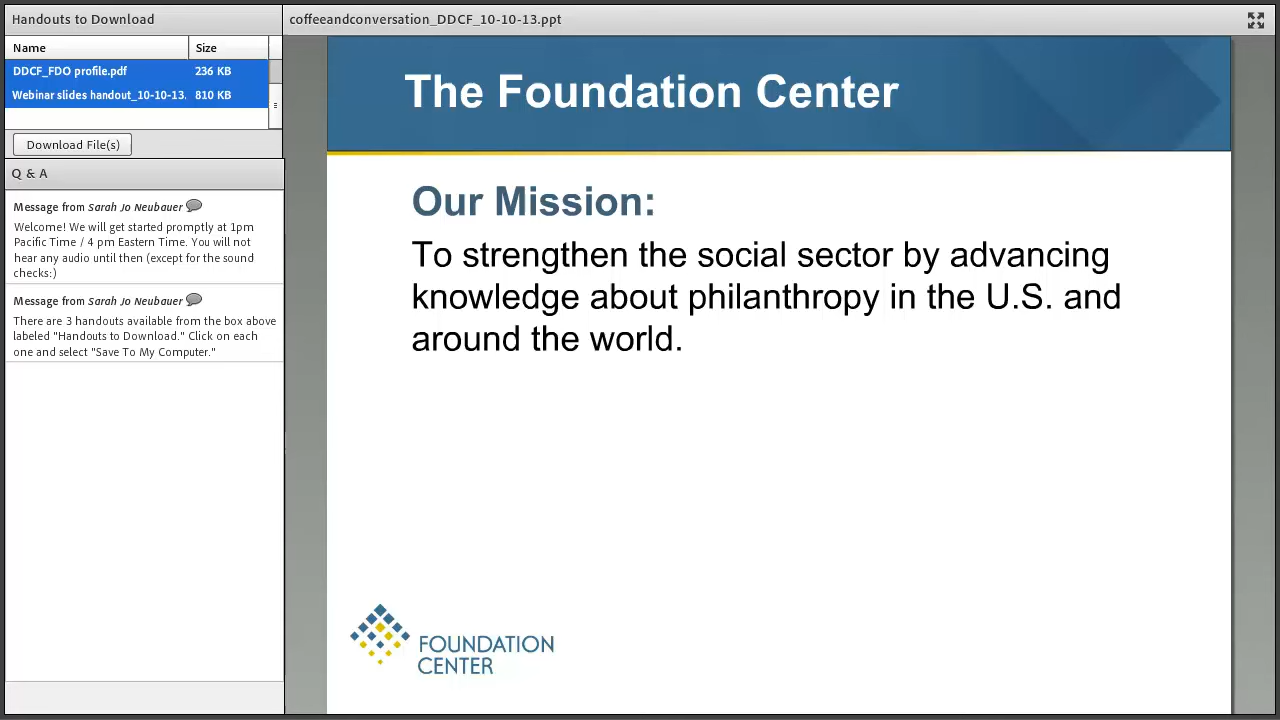 Handouts to Download
Name Size
DDCF_FDO profile.pdf 236 KB
Webinar slides handout_10-10-13. 810 KB
Download File(s)
Q & A
Message from Sarah Jo Neubauer
Welcome! We will get started promptly at 1pm
Pacific Time / 4 pm Eastern Time. You will not
hear any audio until then (except for the sound
checks:)
Message from Sarah Jo Neubauer
There are 3 handouts available from the box above
labeled "Handouts to Download." Click on each
one and select "Save To My Computer."
coffeeandconversation_DDCF_10-10-13.ppt
The Foundation Center
Our Mission:
To strengthen the social sector by advancing
knowledge about philanthropy in the U.S. and
around the world.
FOUNDATION
CENTER